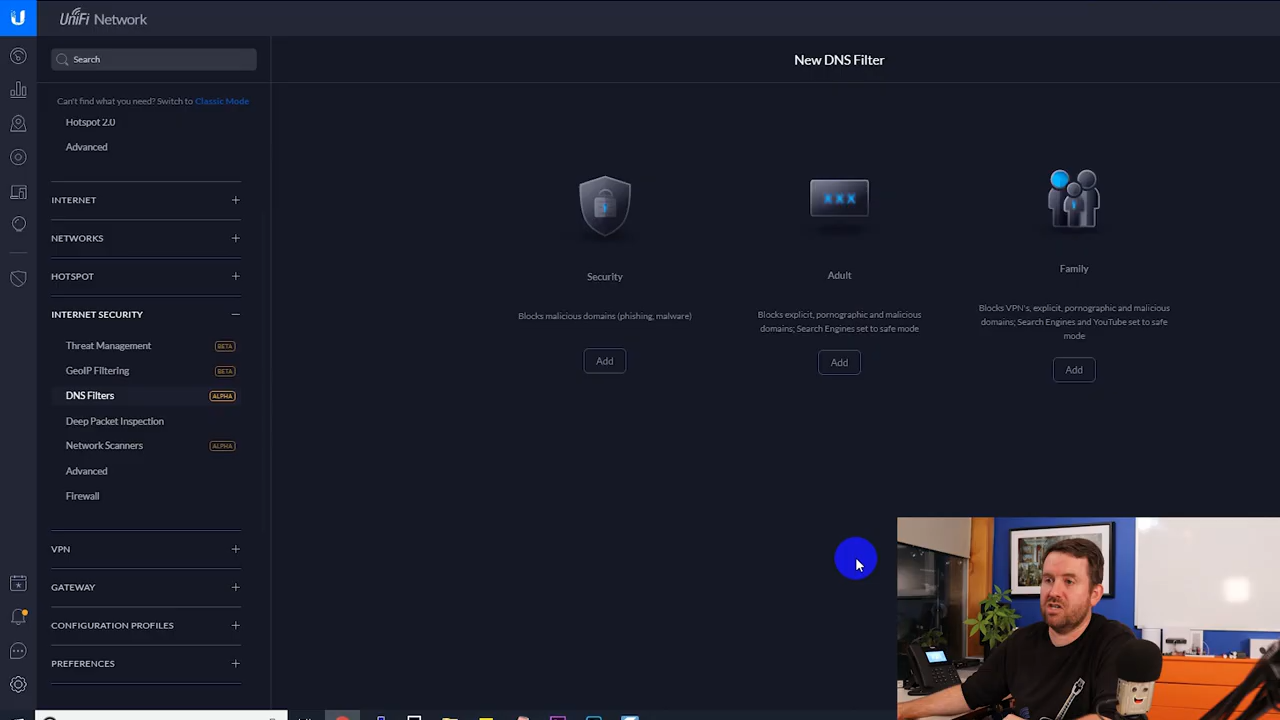 UniFi Network
Search
Can't find what you need? Switch to Classic Mode
Hotspot 2.0
Advanced
INTERNET
NETWORKS
HOTSPOT
INTERNET SECURITY
Threat Management BETA
GeoIP Filtering BETA
DNS Filters ALPHA
Deep Packet Inspection
Network Scanners ALPHA
Advanced
Firewall
VPN
GATEWAY
CONFIGURATION PROFILES
PREFERENCES
New DNS Filter
Security
Blocks malicious domains (phishing, malware)
Add
XXX
Adult
Blocks explicit, pornographic and malicious
domains; Search Engines set to safe mode
Add
Family
Blocks VPN's, explicit, pornographic and malicious
domains; Search Engines and YouTube set to safe
mode
Add